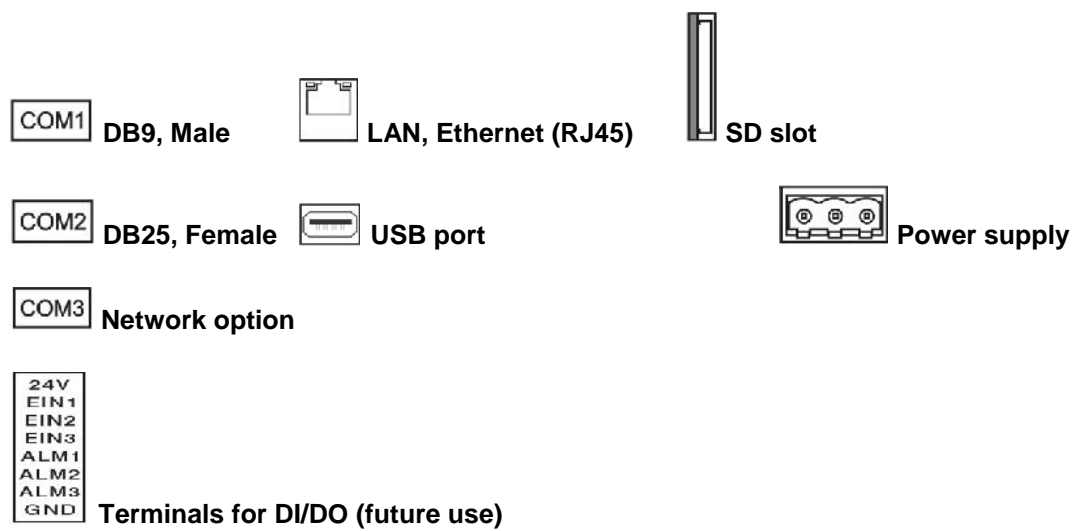 COM1 DB9, Male LAN, Ethernet (RJ45) SD slot
COM2 DB25, Female USB port Power supply
COM3 Network option
24V
EIN1
EIN2
EIN3
ALM1
ALM2
ALM3
GND
Terminals for DI/DO (future use)